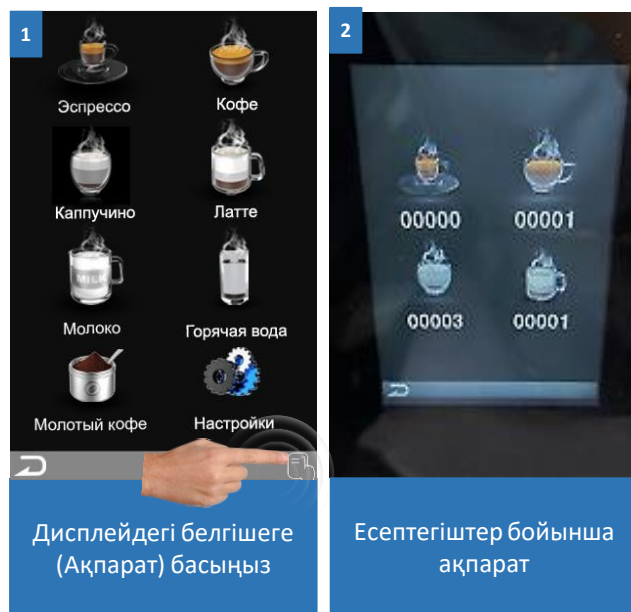 1
Эспрессо
Кофе
Каппучино
Латте
MILK
Молоко
Горячая вода
Молотый кофе
Настройки
Дисплейдегі белгішеге
(Ақпарат) басыңыз
2
00000
00001
00003
00001
Есептегіштер бойынша
ақпарат